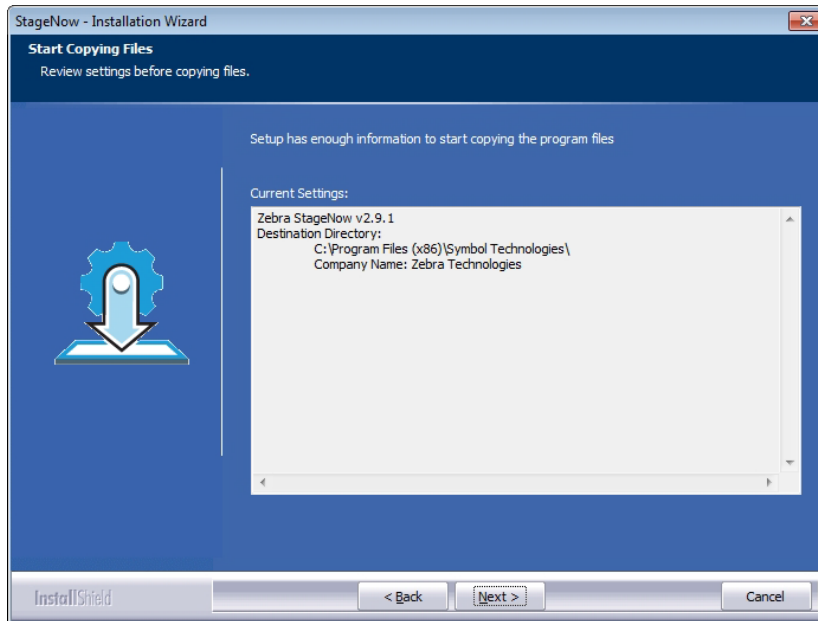 StageNow - Installation Wizard
Start Copying Files
Review settings before copying files.
Setup has enough information to start copying the program files
Current Settings:
Zebra StageNow v2.9.1
Destination Directory:
C:\Program Files (x86)\Symbol Technologies\
Company Name: Zebra Technologies
InstallShield
< Back
Next >
Cancel